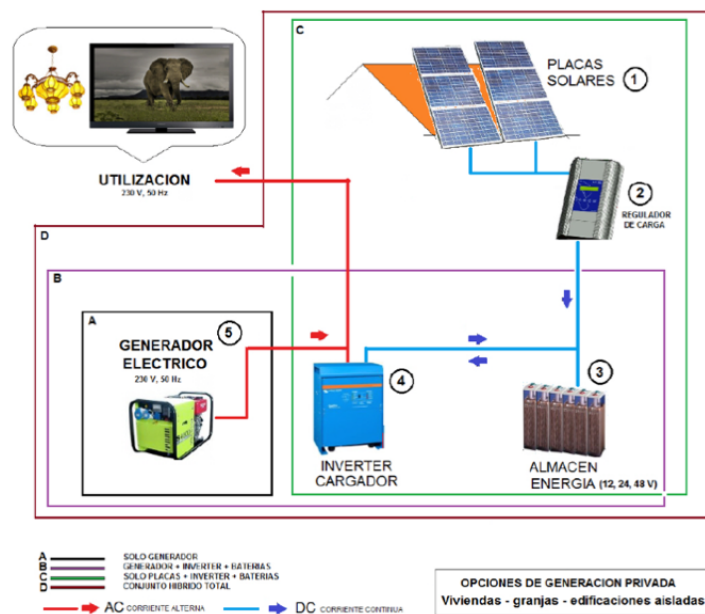 C
PLACAS
SOLARES 1
2
REGULADOR
DE CARGA
UTILIZACION
230 V, 50 Hz
D
B
A
GENERADOR 5
ELECTRICO
230 V, 50 Hz
4
INVERTER
CARGADOR
3
ALMACEN
ENERGIA (12, 24, 48 V)
A SOLO GENERADOR
B GENERADOR + INVERTER + BATERIAS
C SOLO PLACAS + INVERTER + BATERIAS
D CONJUNTO HIBRIDO TOTAL
AC CORRIENTE ALTERNA DC CORRIENTE CONTINUA
OPCIONES DE GENERACION PRIVADA
Viviendas - granjas - edificaciones aisladas